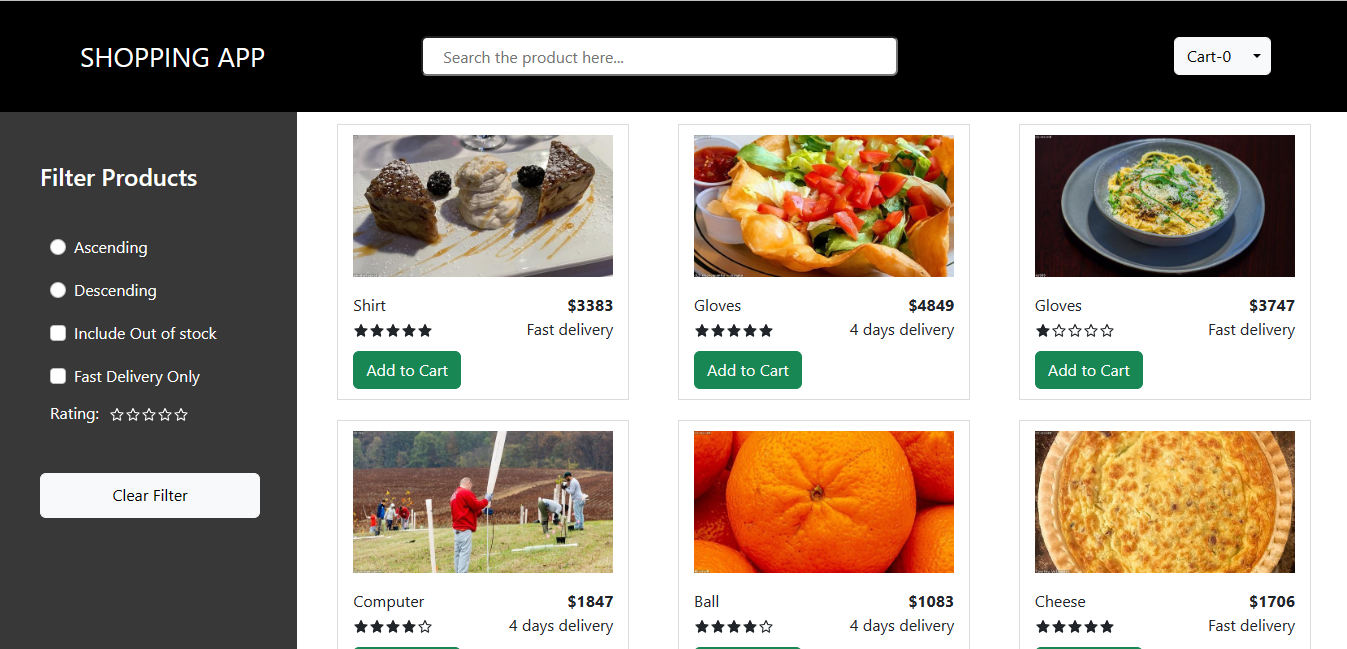 SHOPPING APP
Search the product here...
Cart-0
Filter Products
Ascending
Descending
Include Out of stock
Fast Delivery Only
Rating:
Clear Filter
Shirt $3383
Fast delivery
Add to Cart
Gloves $4849
4 days delivery
Add to Cart
Gloves $3747
Fast delivery
Add to Cart
Computer $1847
4 days delivery
Ball $1083
4 days delivery
Cheese $1706
Fast delivery